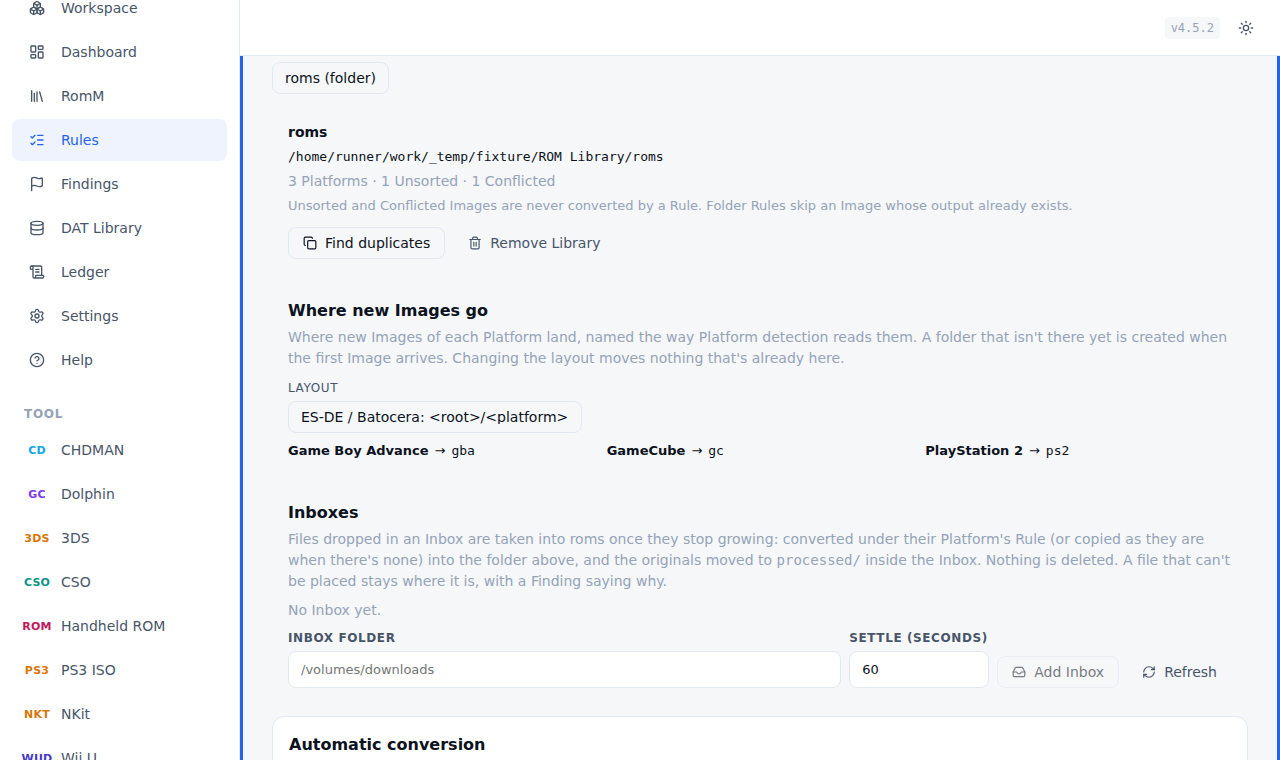 Workspace
Dashboard
RomM
Rules
Findings
DAT Library
Ledger
Settings
Help
TOOL
CD CHDMAN
GC Dolphin
3DS 3DS
CSO CSO
ROM Handheld ROM
PS3 PS3 ISO
NKT NKit
WUD Wii U
v4.5.2
roms (folder)
roms
/home/runner/work/_temp/fixture/ROM Library/roms
3 Platforms · 1 Unsorted · 1 Conflicted
Unsorted and Conflicted Images are never converted by a Rule. Folder Rules skip an Image whose output already exists.
Find duplicates Remove Library
Where new Images go
Where new Images of each Platform land, named the way Platform detection reads them. A folder that isn't there yet is created when
the first Image arrives. Changing the layout moves nothing that's already here.
LAYOUT
ES-DE / Batocera: <root>/<platform>
Game Boy Advance → gba GameCube → gc PlayStation 2 → ps2
Inboxes
Files dropped in an Inbox are taken into roms once they stop growing: converted under their Platform's Rule (or copied as they are
when there's none) into the folder above, and the originals moved to processed/ inside the Inbox. Nothing is deleted. A file that can't
be placed stays where it is, with a Finding saying why.
No Inbox yet.
INBOX FOLDER SETTLE (SECONDS)
/volumes/downloads 60 Add Inbox Refresh
Automatic conversion